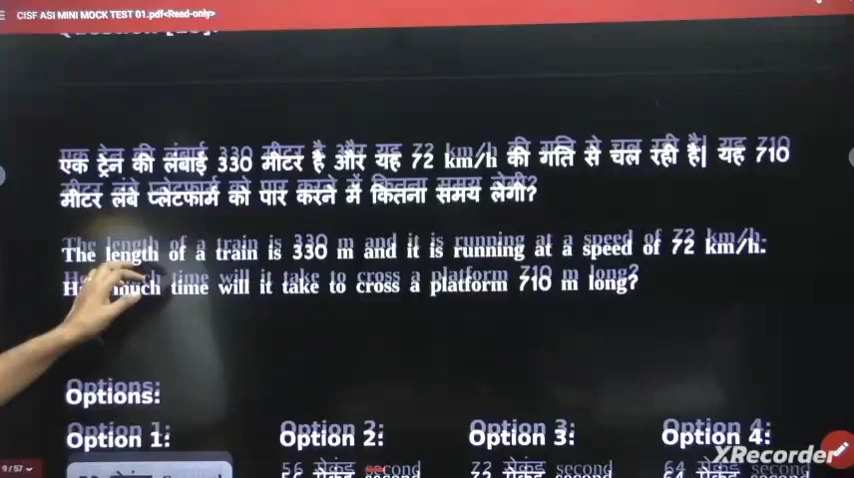 CISF ASI MINI MOCK TEST 01.pdf<Read-only>
एक ट्रेन की लंबाई 330 मीटर है और यह 72 km/h की गति से चल रही है| यह 710
मीटर लंबे प्लेटफार्म को पार करने में कितना समय लेगी?
The length of a train is 330 m and it is running at a speed of 72 km/h.
much time will it take to cross a platform 710 m long?
Options:
Option 1: Option 2: Option 3: Option 4:
56 सेकंड second 72 सेकंड second 64 सेकंड second
9/57
XRecorder